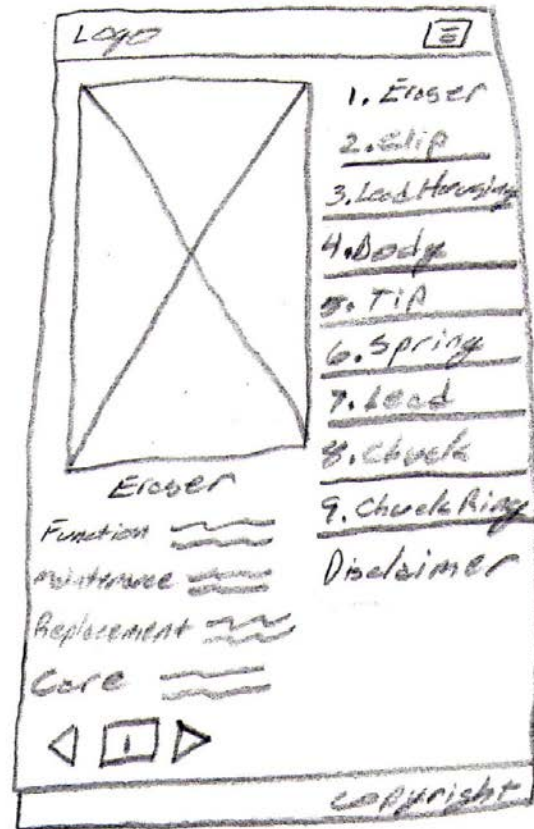 Logo
1. Eraser
2. Clip
3. Lead Housing
4. Body
5. Tip
6. Spring
7. Lead
8. Chuck
9. Chuck Ring
Disclaimer
Eraser
Function
Maintenance
Replacement
Care
1
copyright